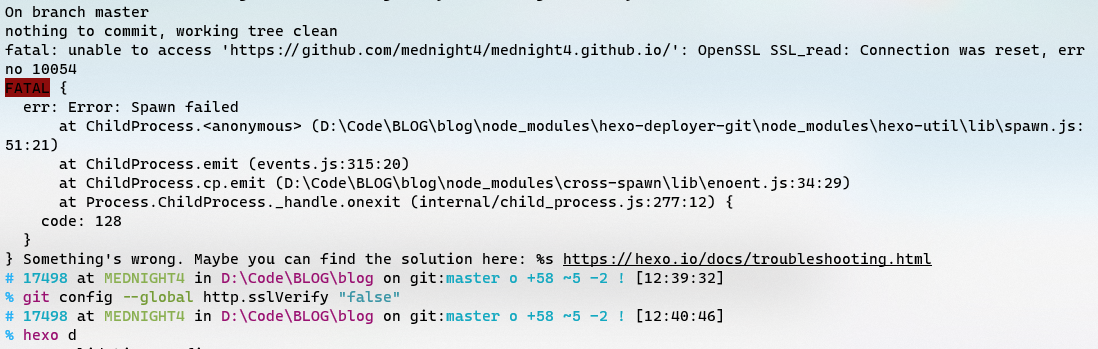 On branch master
nothing to commit, working tree clean
fatal: unable to access 'https://github.com/mednight4/mednight4.github.io/': OpenSSL SSL_read: Connection was reset, err
no 10054
FATAL {
  err: Error: Spawn failed
      at ChildProcess.<anonymous> (D:\Code\BLOG\blog\node_modules\hexo-deployer-git\node_modules\hexo-util\lib\spawn.js:
51:21)
      at ChildProcess.emit (events.js:315:20)
      at ChildProcess.cp.emit (D:\Code\BLOG\blog\node_modules\cross-spawn\lib\enoent.js:34:29)
      at Process.ChildProcess._handle.onexit (internal/child_process.js:277:12) {
    code: 128
  }
} Something's wrong. Maybe you can find the solution here: %s https://hexo.io/docs/troubleshooting.html
# 17498 at MEDNIGHT4 in D:\Code\BLOG\blog on git:master o +58 ~5 -2 ! [12:39:32]
% git config --global http.sslVerify "false"
# 17498 at MEDNIGHT4 in D:\Code\BLOG\blog on git:master o +58 ~5 -2 ! [12:40:46]
% hexo d